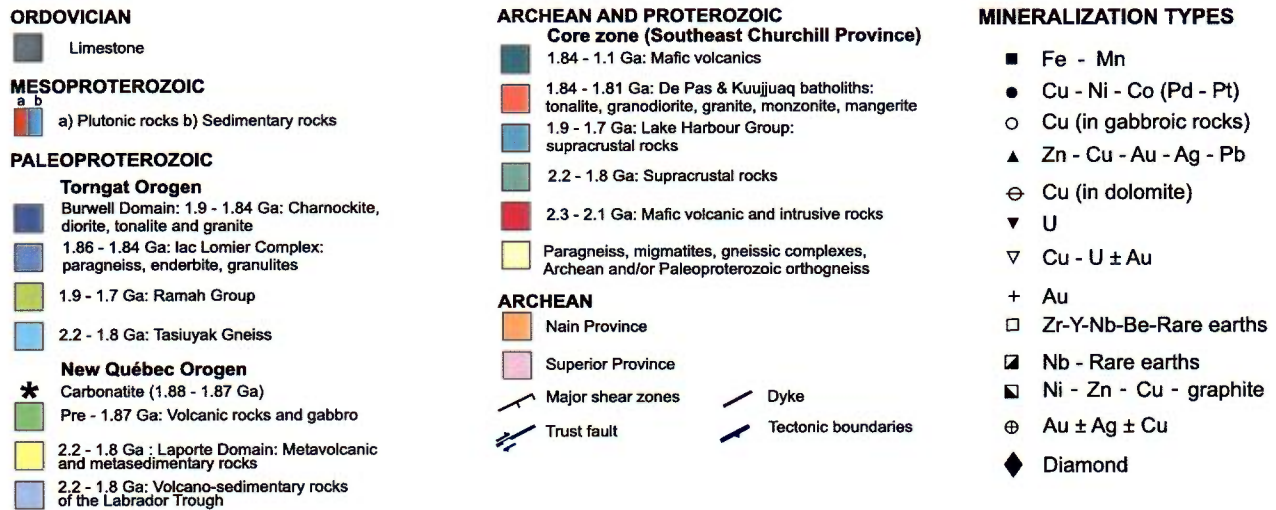 ORDOVICIAN
Limestone
MESOPROTEROZOIC
a b
a) Plutonic rocks b) Sedimentary rocks
PALEOPROTEROZOIC
Torngat Orogen
Burwell Domain: 1.9 - 1.84 Ga: Charnockite,
diorite, tonalite and granite
1.86 - 1.84 Ga: lac Lomier Complex:
paragneiss, enderbite, granulites
1.9 - 1.7 Ga: Ramah Group
2.2 - 1.8 Ga: Tasiuyak Gneiss
New Québec Orogen
Carbonatite (1.88 - 1.87 Ga)
Pre - 1.87 Ga: Volcanic rocks and gabbro
2.2 - 1.8 Ga : Laporte Domain: Metavolcanic
and metasedimentary rocks
2.2 - 1.8 Ga: Volcano-sedimentary rocks
of the Labrador Trough
ARCHEAN AND PROTEROZOIC
Core zone (Southeast Churchill Province)
1.84 - 1.1 Ga: Mafic volcanics
1.84 - 1.81 Ga: De Pas & Kuujjuaq batholiths:
tonalite, granodiorite, granite, monzonite, mangerite
1.9 - 1.7 Ga: Lake Harbour Group:
supracrustal rocks
2.2 - 1.8 Ga: Supracrustal rocks
2.3 - 2.1 Ga: Mafic volcanic and intrusive rocks
Paragneiss, migmatites, gneissic complexes,
Archean and/or Paleoproterozoic orthogneiss
ARCHEAN
Nain Province
Superior Province
Major shear zones
Dyke
Trust fault
Tectonic boundaries
MINERALIZATION TYPES
Fe - Mn
Cu - Ni - Co (Pd - Pt)
Cu (in gabbroic rocks)
Zn - Cu - Au - Ag - Pb
Cu (in dolomite)
U
Cu - U ± Au
Au
Zr-Y-Nb-Be-Rare earths
Nb - Rare earths
Ni - Zn - Cu - graphite
Au ± Ag ± Cu
Diamond